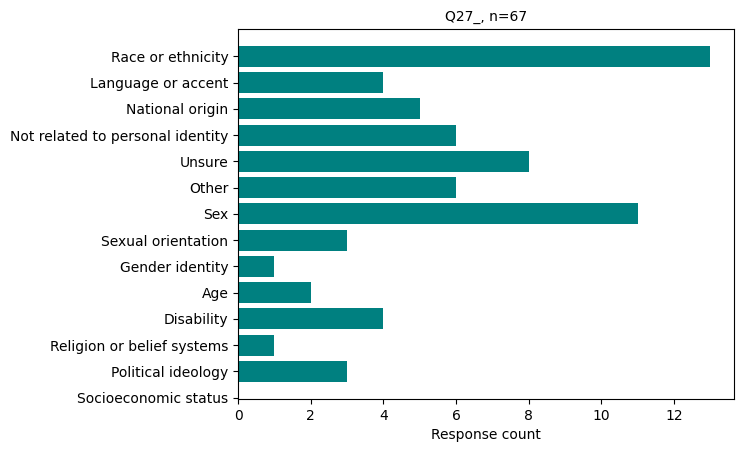 Q27_, n=67
Race or ethnicity
Language or accent
National origin
Not related to personal identity
Unsure
Other
Sex
Sexual orientation
Gender identity
Age
Disability
Religion or belief systems
Political ideology
Socioeconomic status
0 2 4 6 8 10 12
Response count